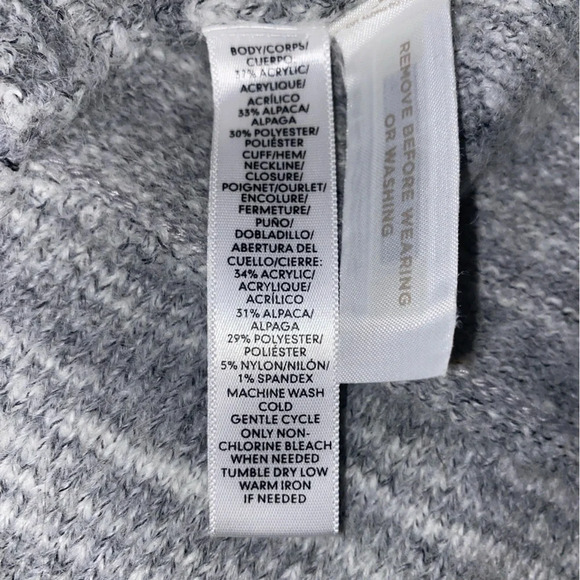 BODY/CORPS/
CUERPO:
37% ACRYLIC/
ACRYLIQUE/
ACRÍLICO
33% ALPACA/
ALPAGA
30% POLYESTER/
POLIÉSTER
CUFF/HEM/
NECKLINE/
CLOSURE/
POIGNET/OURLET/
ENCOLURE/
FERMETURE/
PUÑO/
DOBLADILLO/
ABERTURA DEL
CUELLO/CIERRE:
34% ACRYLIC/
ACRYLIQUE/
ACRÍLICO
31% ALPACA/
ALPAGA
29% POLYESTER/
POLIÉSTER
5% NYLON/NILÓN/
1% SPANDEX
MACHINE WASH
COLD
GENTLE CYCLE
ONLY NON-
CHLORINE BLEACH
WHEN NEEDED
TUMBLE DRY LOW
WARM IRON
IF NEEDED
REMOVE BEFORE WEARING
OR WASHING